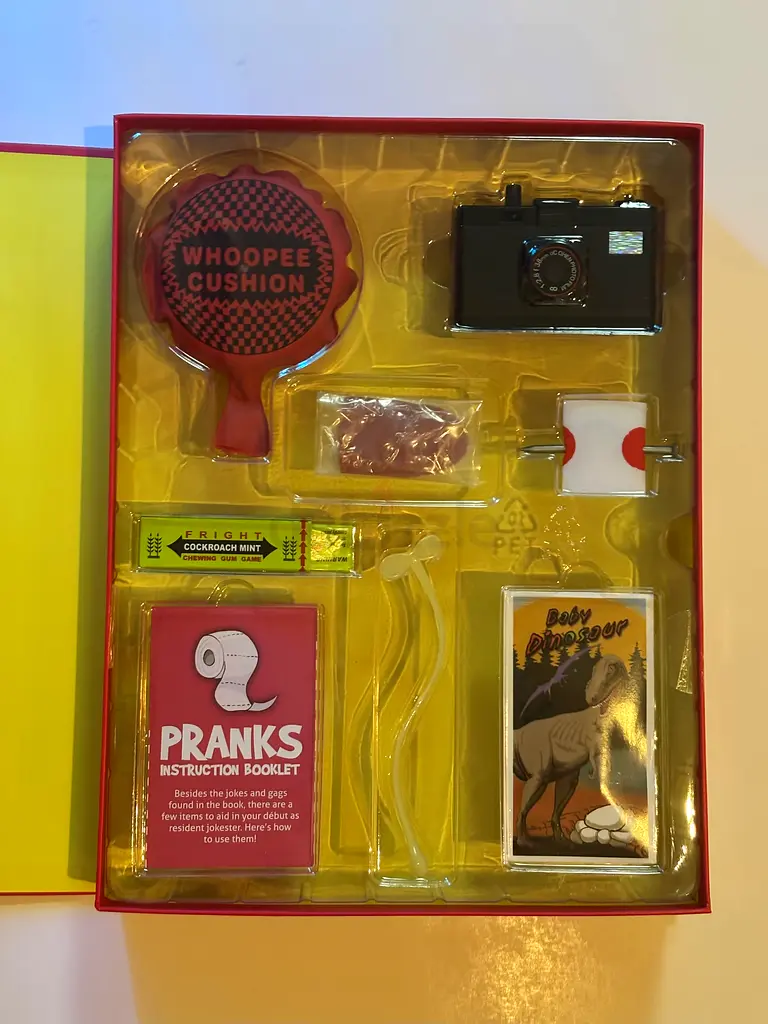 WHOOPEE
CUSHION
FRIGHT
COCKROACH MINT
CHEWING GUM GAME
WARNING
PET
PRANKS
INSTRUCTION BOOKLET
Besides the jokes and gags
found in the book, there are a
few items to aid in your début as
resident jokester. Here's how
to use them!
Baby
Dinosaur